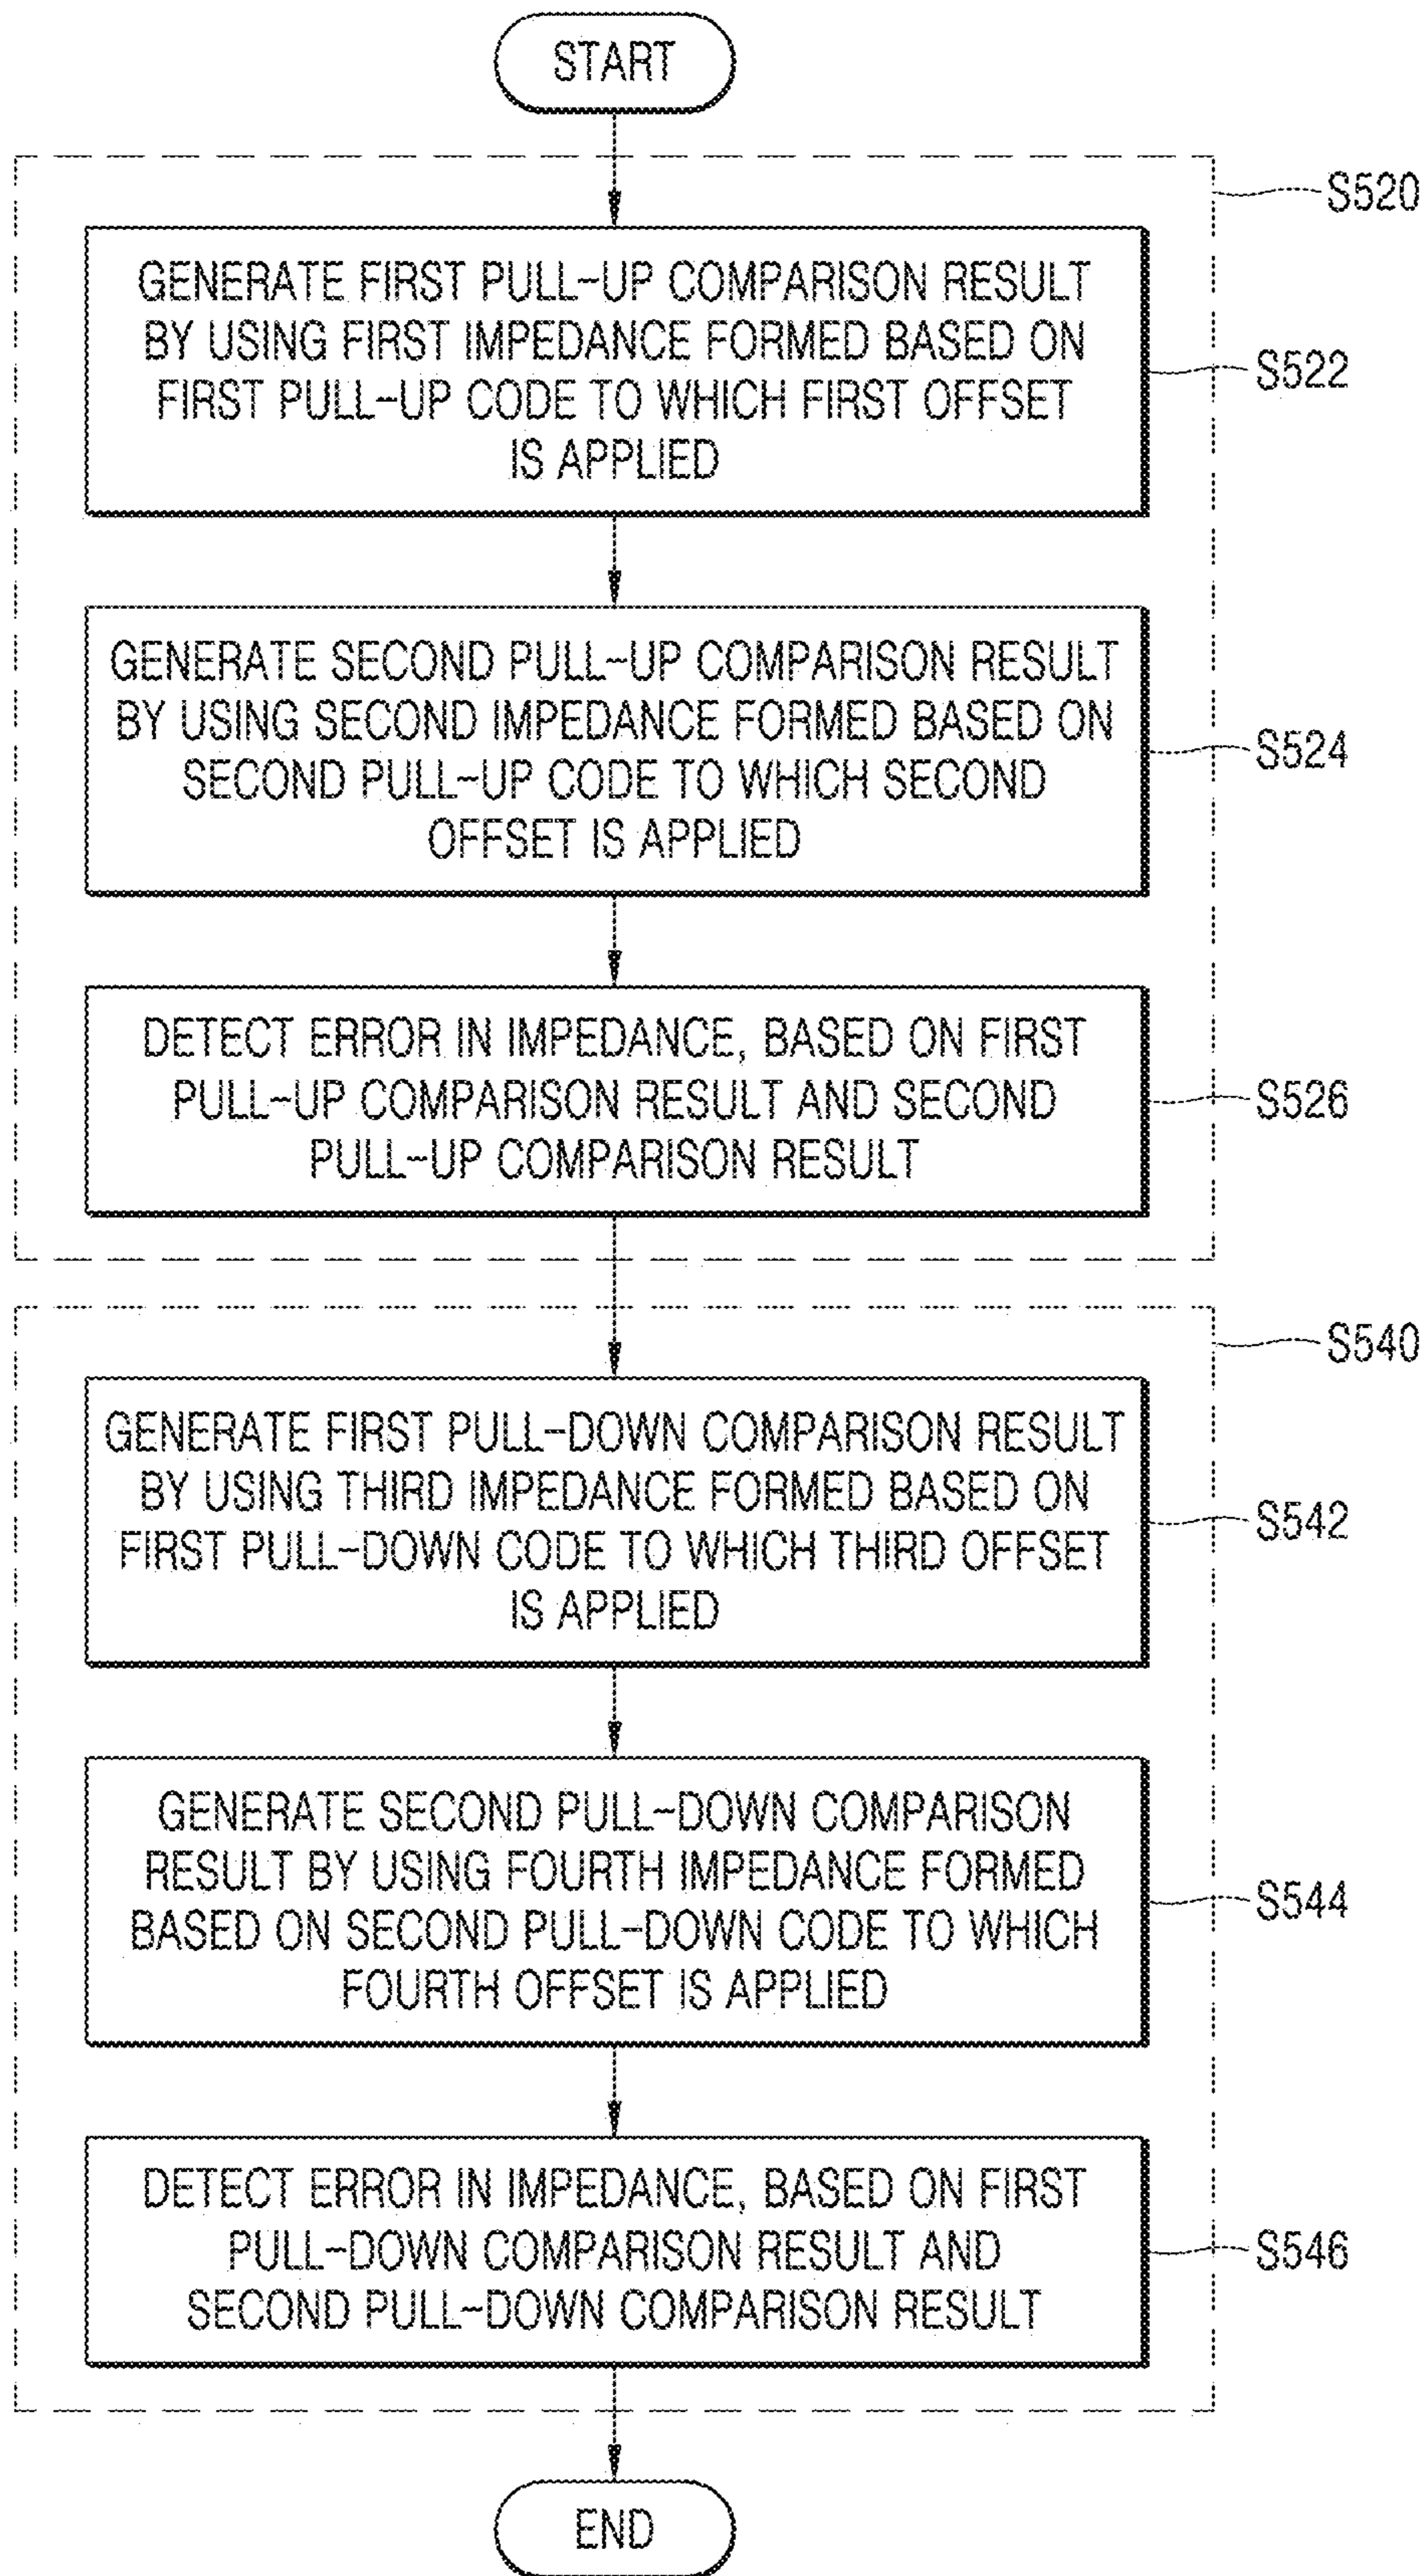 START
S520
GENERATE FIRST PULL-UP COMPARISON RESULT
BY USING FIRST IMPEDANCE FORMED BASED ON
FIRST PULL-UP CODE TO WHICH FIRST OFFSET
IS APPLIED
S522
GENERATE SECOND PULL-UP COMPARISON RESULT
BY USING SECOND IMPEDANCE FORMED BASED ON
SECOND PULL-UP CODE TO WHICH SECOND
OFFSET IS APPLIED
S524
DETECT ERROR IN IMPEDANCE, BASED ON FIRST
PULL-UP COMPARISON RESULT AND SECOND
PULL-UP COMPARISON RESULT
S526
S540
GENERATE FIRST PULL-DOWN COMPARISON RESULT
BY USING THIRD IMPEDANCE FORMED BASED ON
FIRST PULL-DOWN CODE TO WHICH THIRD OFFSET
IS APPLIED
S542
GENERATE SECOND PULL-DOWN COMPARISON
RESULT BY USING FOURTH IMPEDANCE FORMED
BASED ON SECOND PULL-DOWN CODE TO WHICH
FOURTH OFFSET IS APPLIED
S544
DETECT ERROR IN IMPEDANCE, BASED ON FIRST
PULL-DOWN COMPARISON RESULT AND
SECOND PULL-DOWN COMPARISON RESULT
S546
END